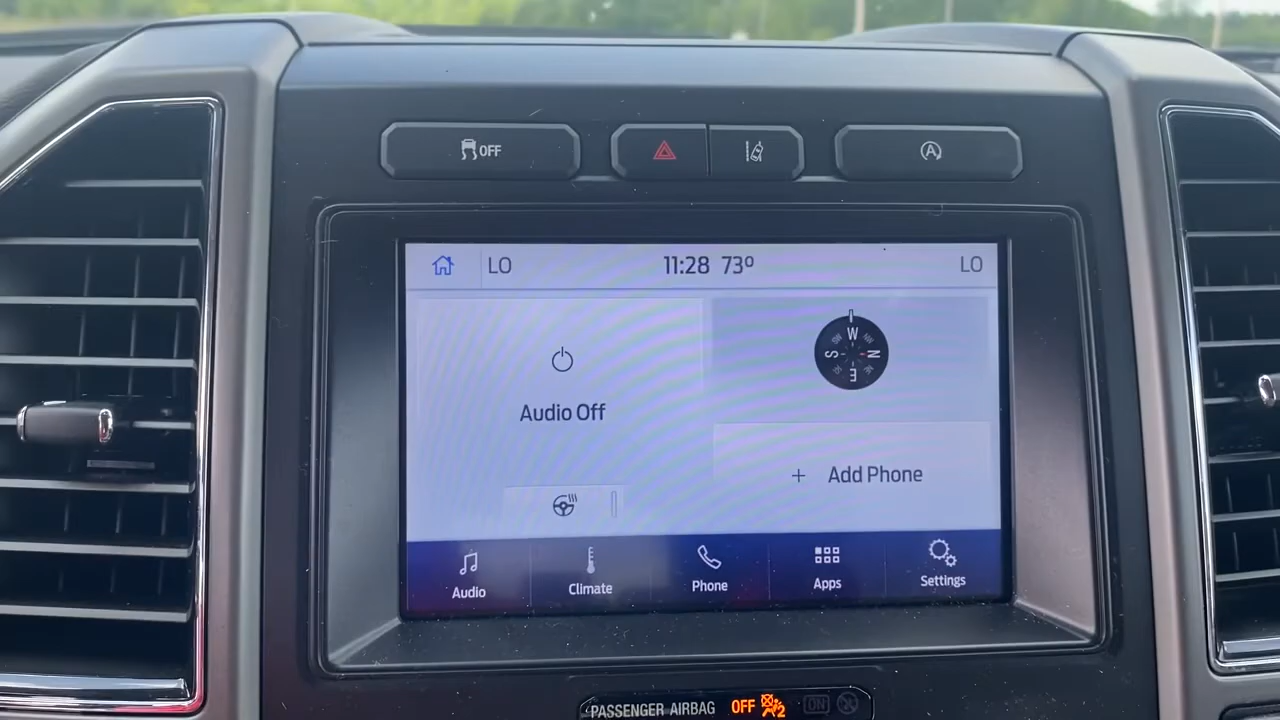 OFF
A
LO 11:28 73º LO
W
S N
E
Audio Off
+ Add Phone
Audio Climate Phone Apps Settings
PASSENGER AIRBAG OFF 2 ON